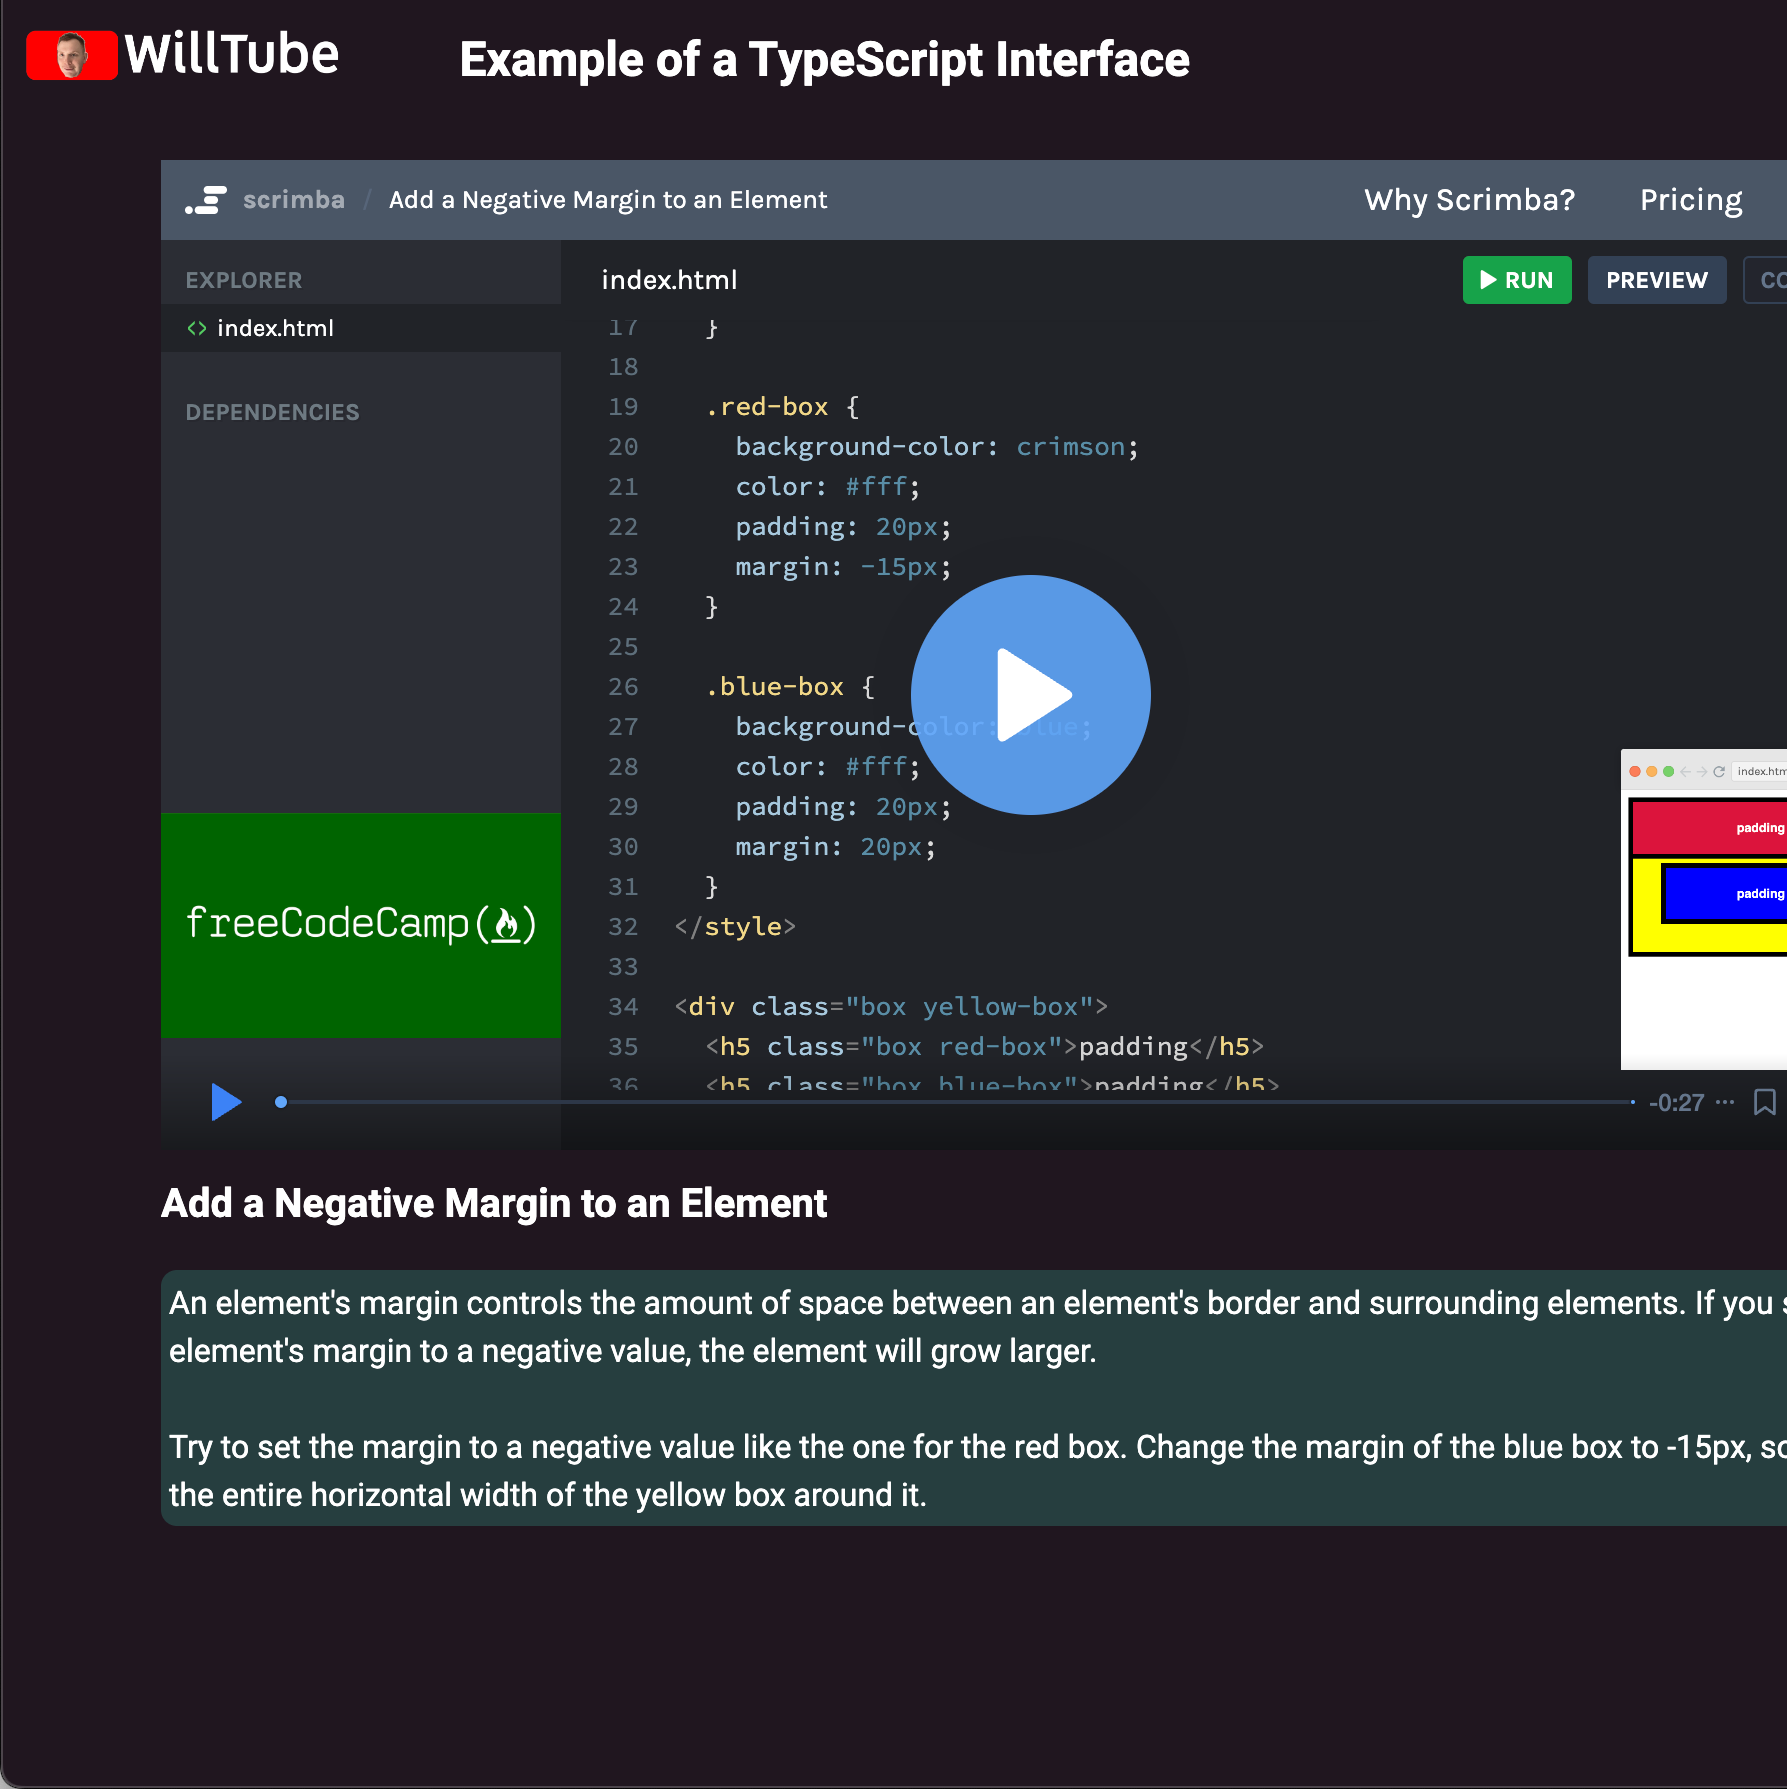 WillTube
Example of a TypeScript Interface
scrimba / Add a Negative Margin to an Element
Why Scrimba?
Pricing
EXPLORER
<> index.html
DEPENDENCIES
index.html
RUN
PREVIEW
17 }
18
19 .red-box {
20 background-color: crimson;
21 color: #fff;
22 padding: 20px;
23 margin: -15px;
24 }
25
26 .blue-box {
27 background-color: blue;
28 color: #fff;
29 padding: 20px;
30 margin: 20px;
31 }
32 </style>
33
34 <div class="box yellow-box">
35 <h5 class="box red-box">padding</h5>
36 <h5 class="box blue-box">padding</h5>
padding
padding
freeCodeCamp(🔥)
-0:27
Add a Negative Margin to an Element
An element's margin controls the amount of space between an element's border and surrounding elements. If you
element's margin to a negative value, the element will grow larger.
Try to set the margin to a negative value like the one for the red box. Change the margin of the blue box to -15px, so
the entire horizontal width of the yellow box around it.